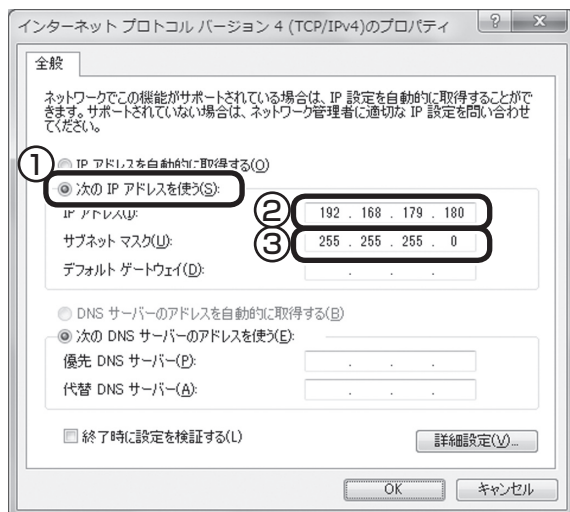 インターネット プロトコル バージョン 4 (TCP/IPv4)のプロパティ
? X
全般
ネットワークでこの機能がサポートされている場合は、IP 設定を自動的に取得することがで
きます。サポートされていない場合は、ネットワーク管理者に適切な IP 設定を問い合わせ
てください。
① IP アドレスを自動的に取得する(O)
次の IP アドレスを使う(S):
IP アドレス(I): ② 192 . 168 . 179 . 180
サブネット マスク(U): ③ 255 . 255 . 255 . 0
デフォルト ゲートウェイ(D): . . .
DNS サーバーのアドレスを自動的に取得する(B)
次の DNS サーバーのアドレスを使う(E):
優先 DNS サーバー(P): . . .
代替 DNS サーバー(A): . . .
終了時に設定を検証する(L)
詳細設定(V)...
OK キャンセル